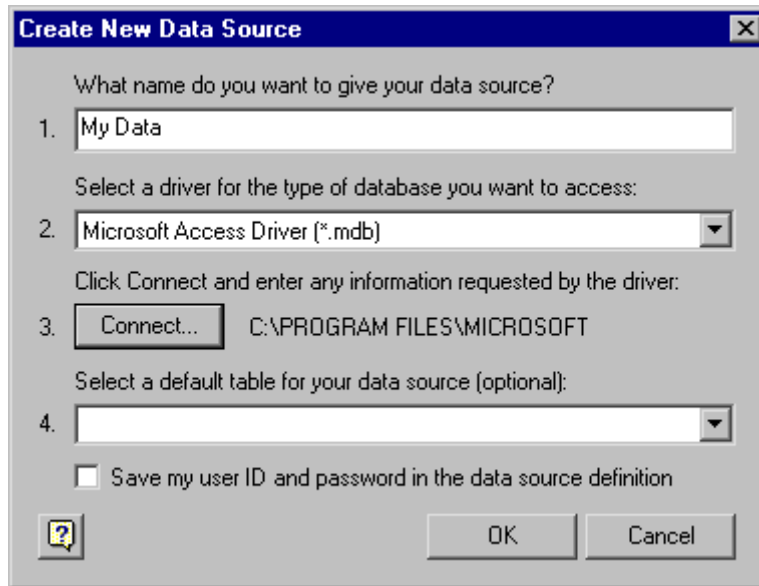 Create New Data Source
What name do you want to give your data source?
1. My Data
Select a driver for the type of database you want to access:
2. Microsoft Access Driver (*.mdb)
Click Connect and enter any information requested by the driver:
3. Connect... C:\PROGRAM FILES\MICROSOFT
Select a default table for your data source (optional):
4.
Save my user ID and password in the data source definition
? OK Cancel